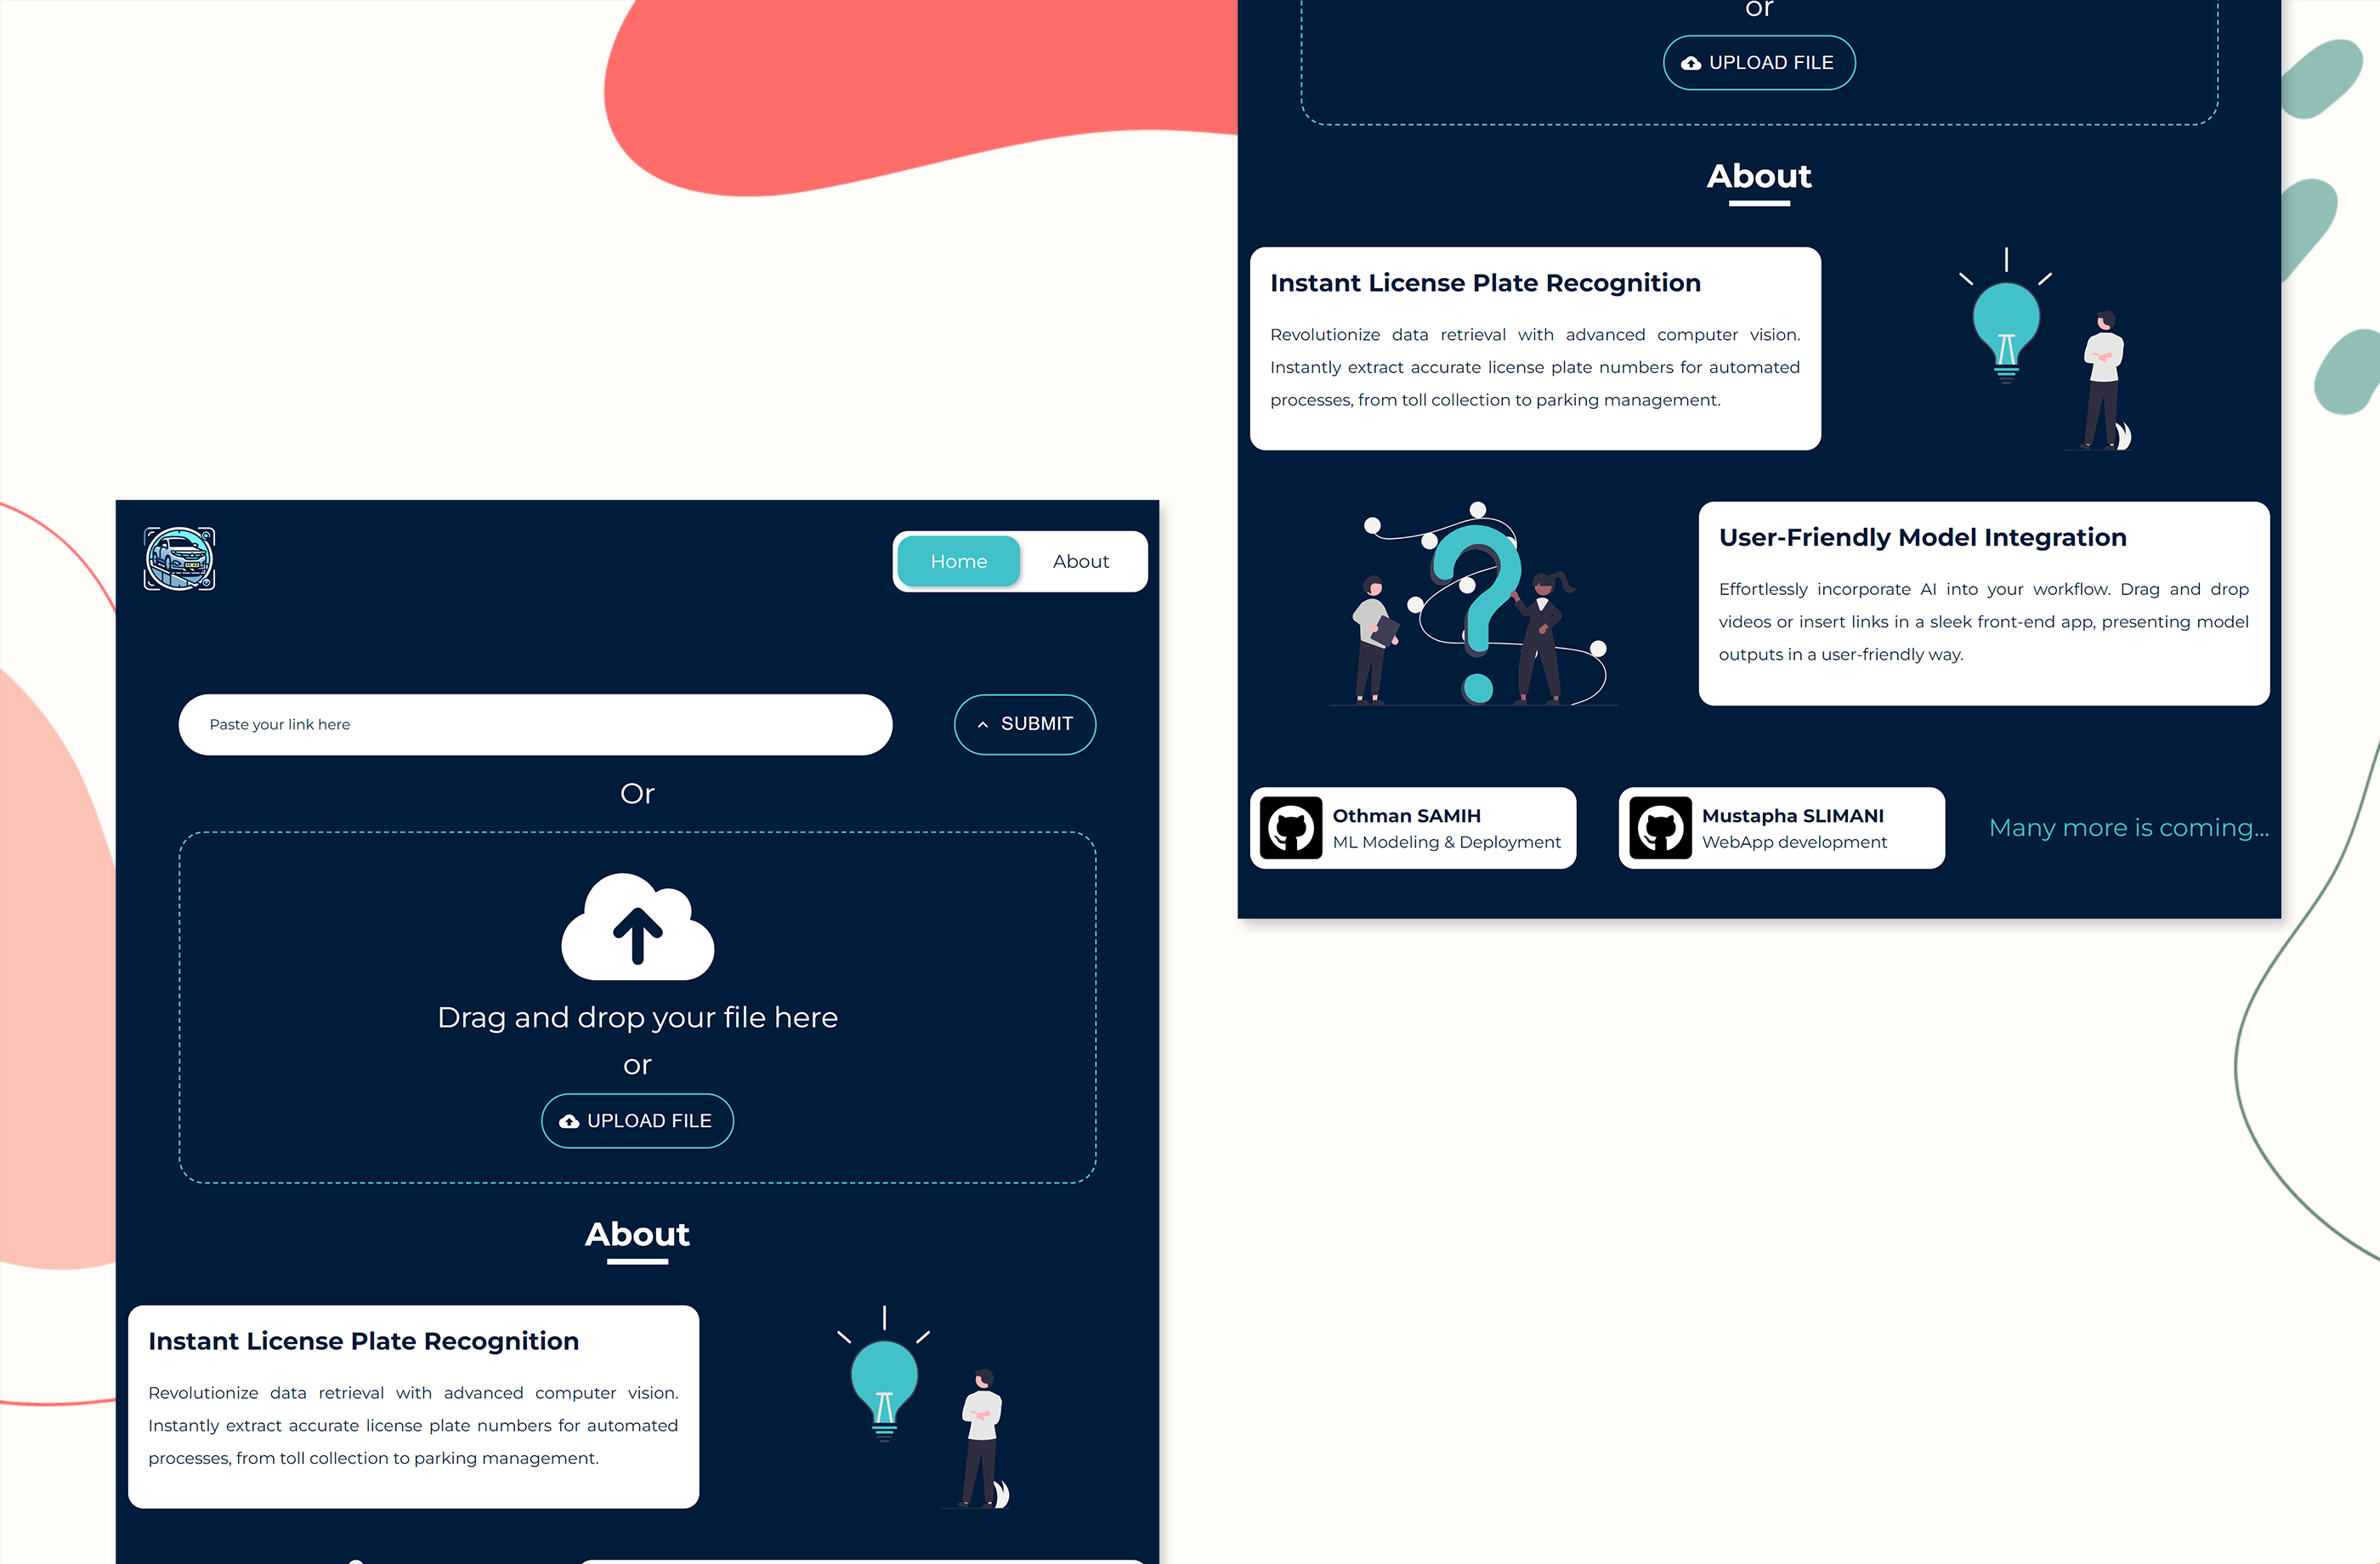 Home
About
Paste your link here
SUBMIT
Or
Drag and drop your file here
or
UPLOAD FILE
About
Instant License Plate Recognition
Revolutionize data retrieval with advanced computer vision.
Instantly extract accurate license plate numbers for automated
processes, from toll collection to parking management.
or
UPLOAD FILE
About
Instant License Plate Recognition
Revolutionize data retrieval with advanced computer vision.
Instantly extract accurate license plate numbers for automated
processes, from toll collection to parking management.
User-Friendly Model Integration
Effortlessly incorporate AI into your workflow. Drag and drop
videos or insert links in a sleek front-end app, presenting model
outputs in a user-friendly way.
Othman SAMIH
ML Modeling & Deployment
Mustapha SLIMANI
WebApp development
Many more is coming...